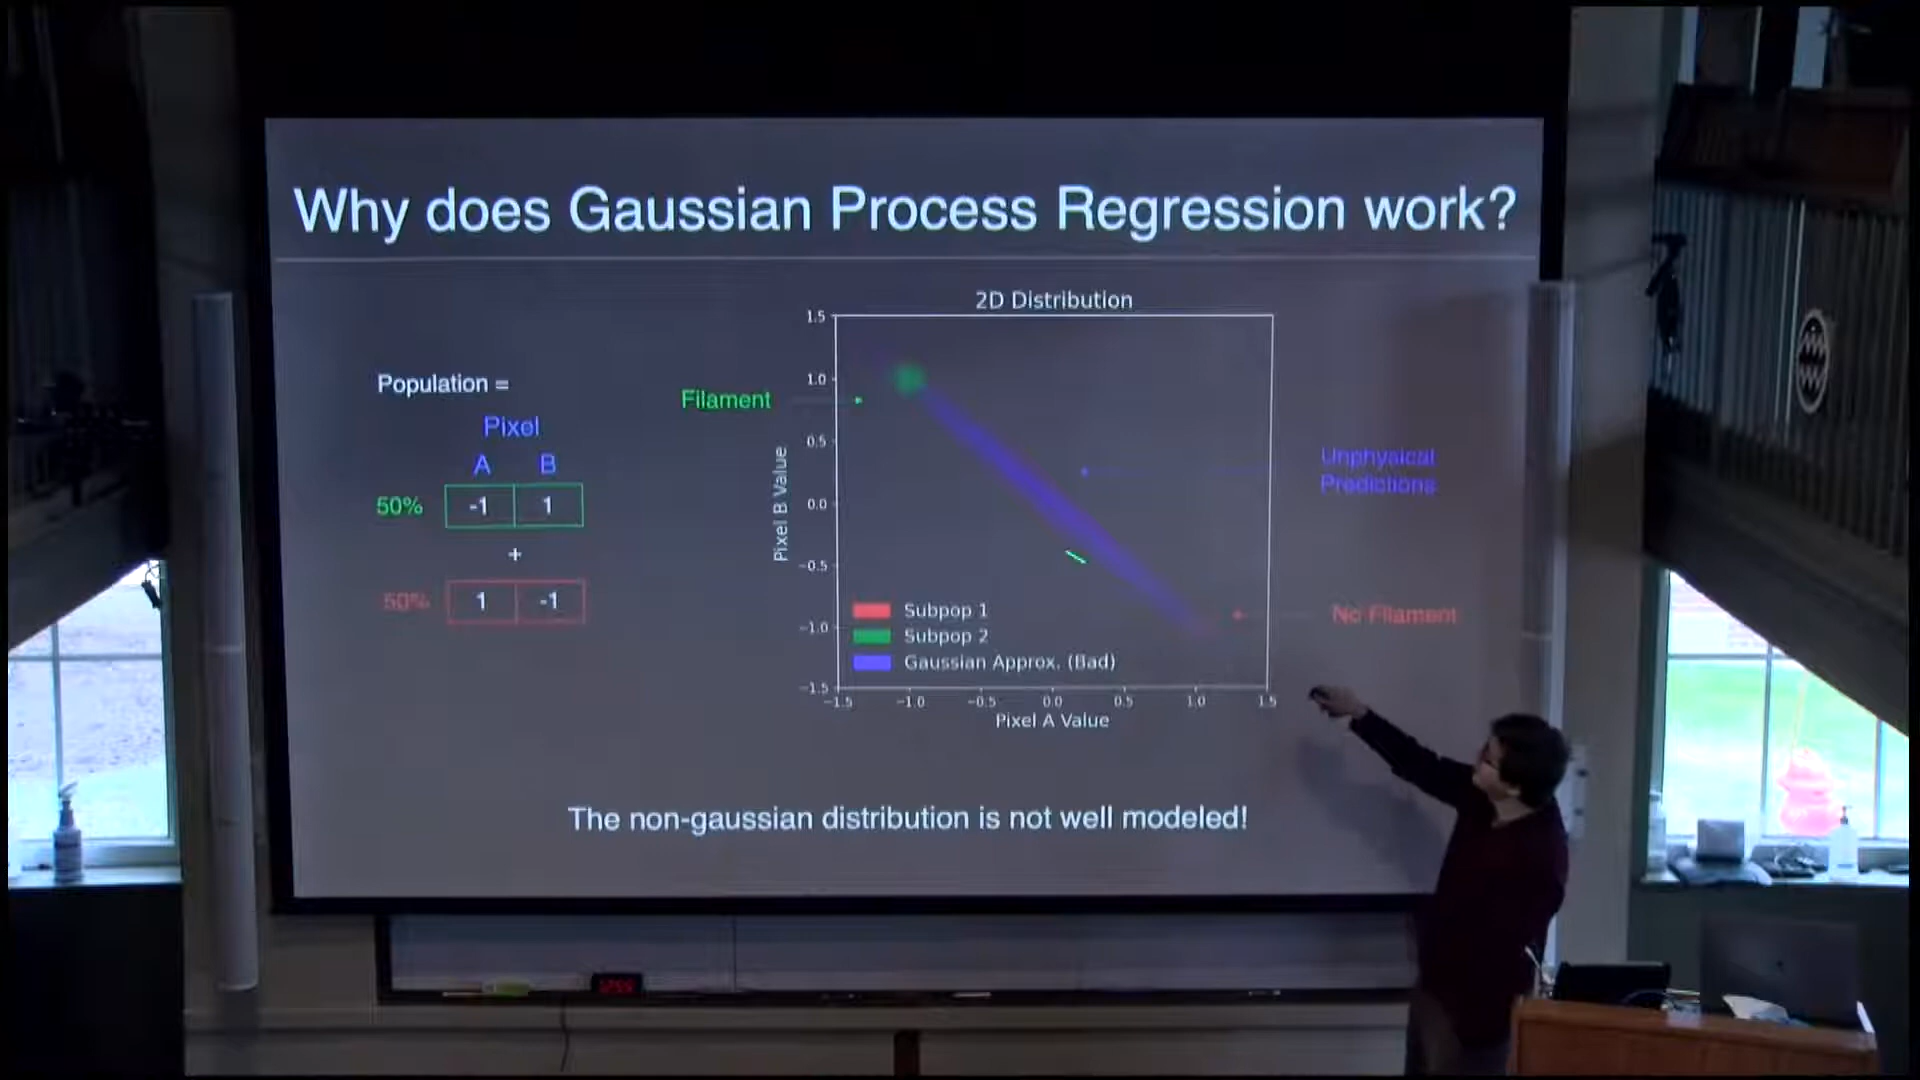 Why does Gaussian Process Regression work?
Population =
Pixel
A B
50% -1 1
+
50% 1 -1
2D Distribution
Filament
Unphysical
Predictions
No Filament
Pixel B Value
1.5
1.0
0.5
0.0
−0.5
−1.0
−1.5
Subpop 1
Subpop 2
Gaussian Approx. (Bad)
−1.5 −1.0 −0.5 0.0 0.5 1.0 1.5
Pixel A Value
The non-gaussian distribution is not well modeled!